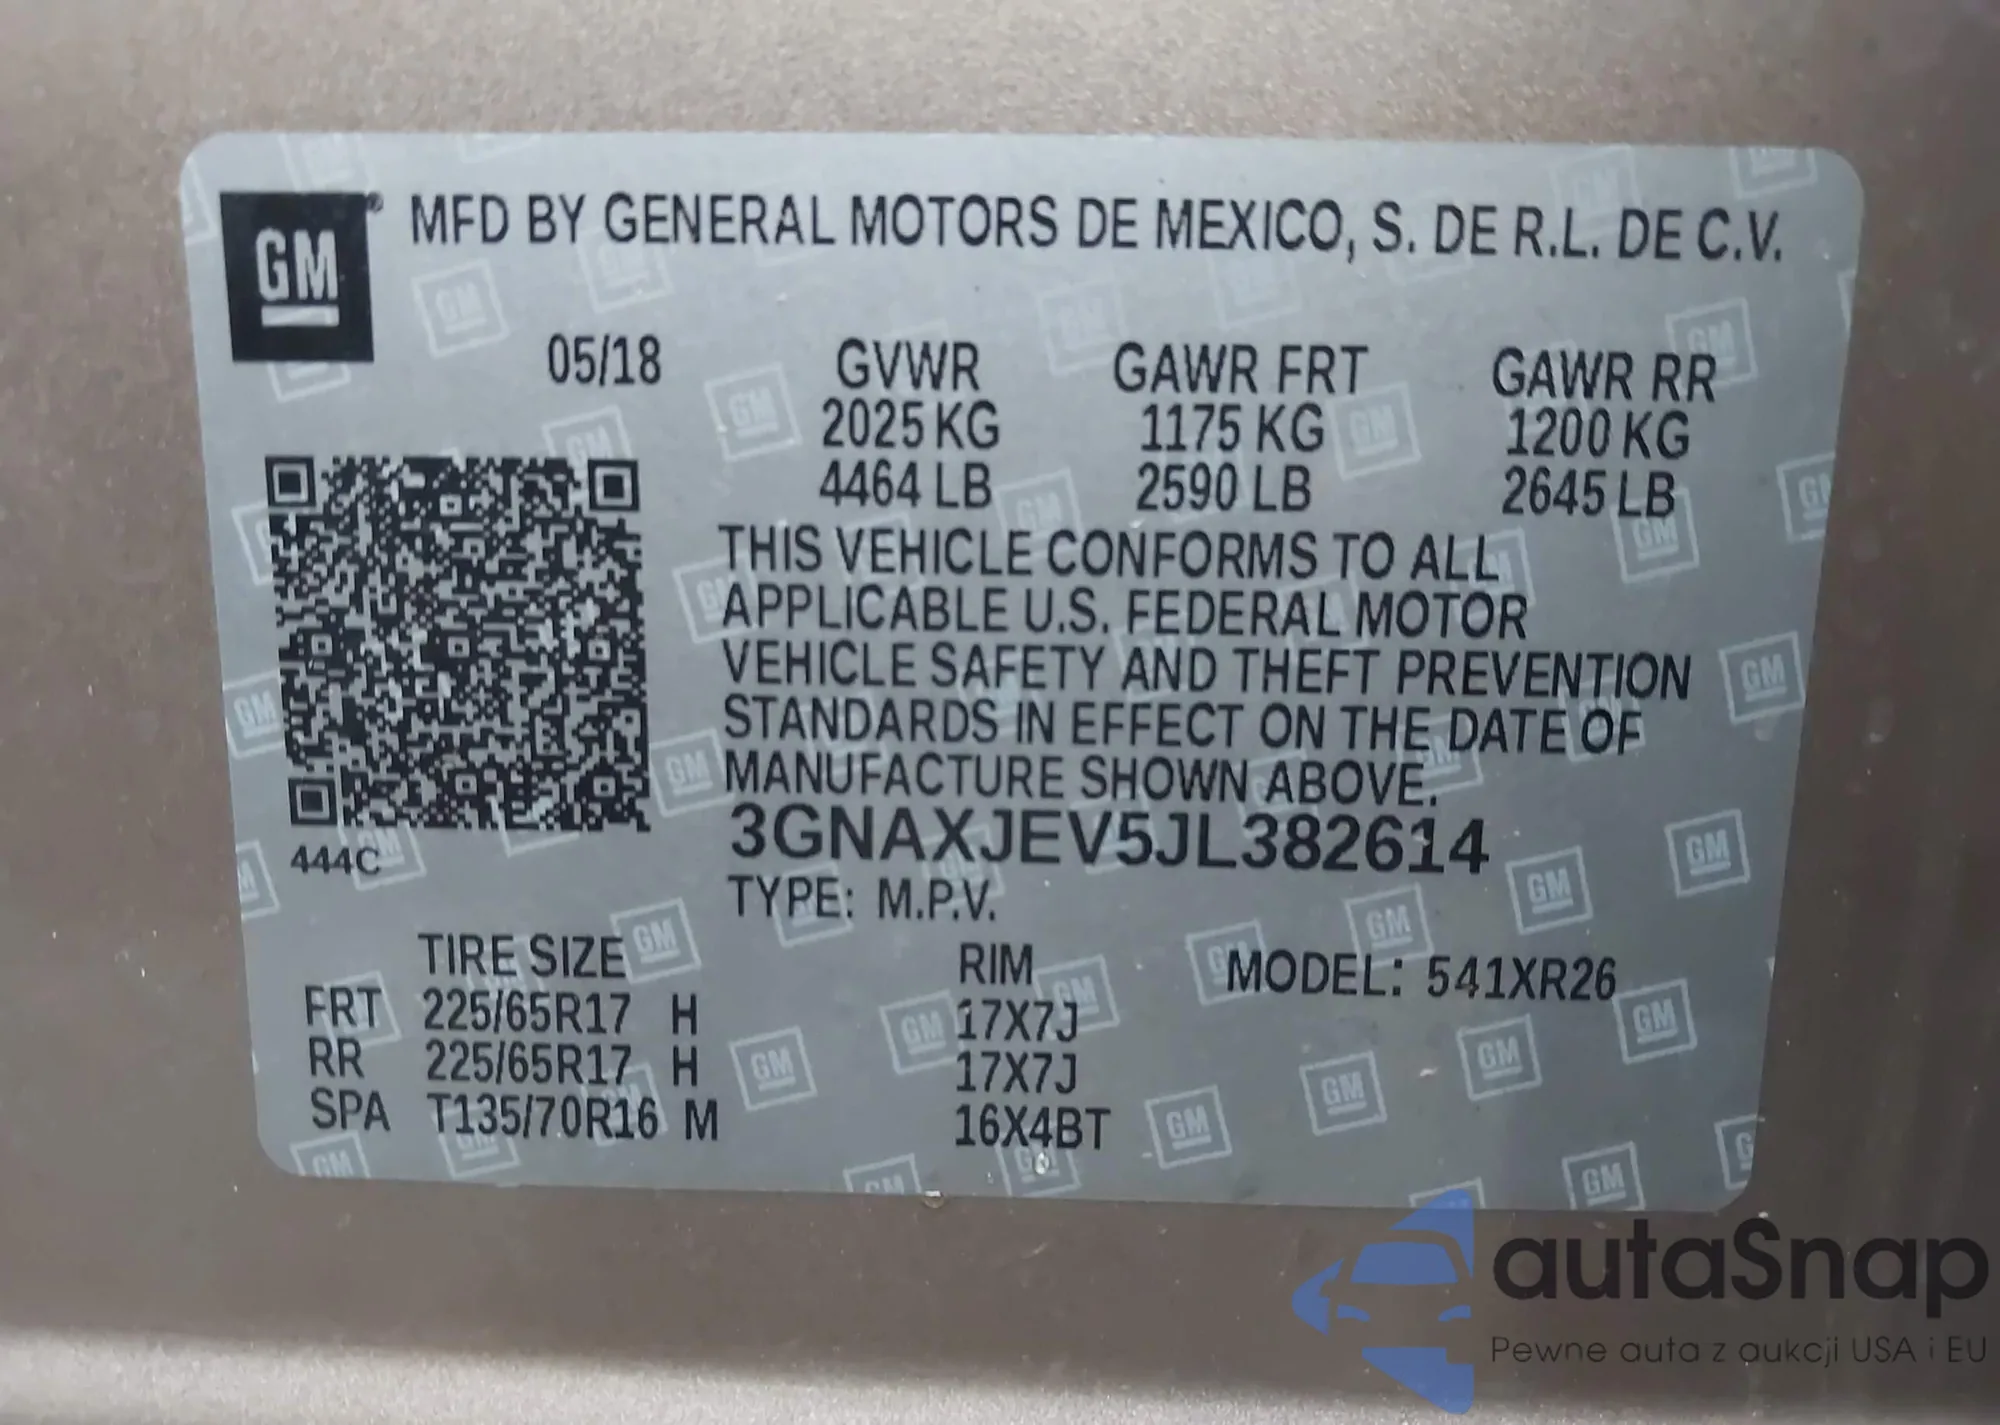 GM® MFD BY GENERAL MOTORS DE MEXICO, S. DE R.L. DE C.V.
05/18 GVWR GAWR FRT GAWR RR
2025 KG 1175 KG 1200 KG
4464 LB 2590 LB 2645 LB
THIS VEHICLE CONFORMS TO ALL
APPLICABLE U.S. FEDERAL MOTOR
VEHICLE SAFETY AND THEFT PREVENTION
STANDARDS IN EFFECT ON THE DATE OF
MANUFACTURE SHOWN ABOVE.
3GNAXJEV5JL382614
444C
TYPE: M.P.V.
TIRE SIZE RIM MODEL: 541XR26
FRT 225/65R17 H 17X7J
RR 225/65R17 H 17X7J
SPA T135/70R16 M 16X4BT
autaSnap
Pewne auta z aukcji USA i EU